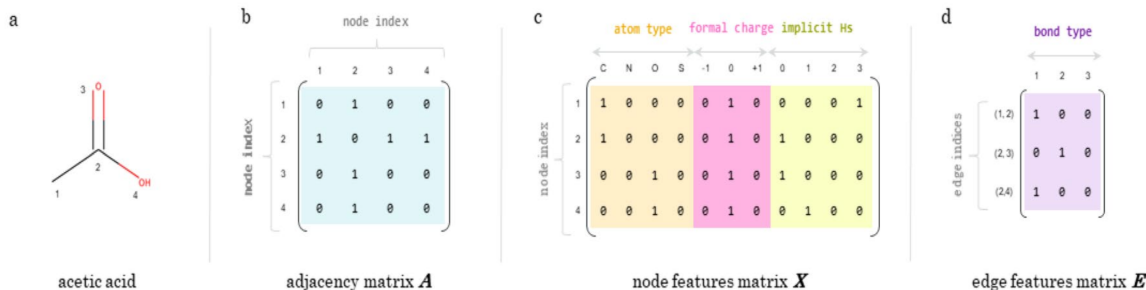 a
3
O
2
1
4
OH
acetic acid
b
node index
1 2 3 4
node index
1 0 1 0 0
2 1 0 1 1
3 0 1 0 0
4 0 1 0 0
adjacency matrix A
c
atom type formal charge implicit Hs
C N O S -1 0 +1 0 1 2 3
node index
1 1 0 0 0 0 1 0 0 0 0 1
2 1 0 0 0 0 1 0 1 0 0 0
3 0 0 1 0 0 1 0 1 0 0 0
4 0 0 1 0 0 1 0 0 1 0 0
node features matrix X
d
bond type
1 2 3
edge indices
(1,2) 1 0 0
(2,3) 0 1 0
(2,4) 1 0 0
edge features matrix E